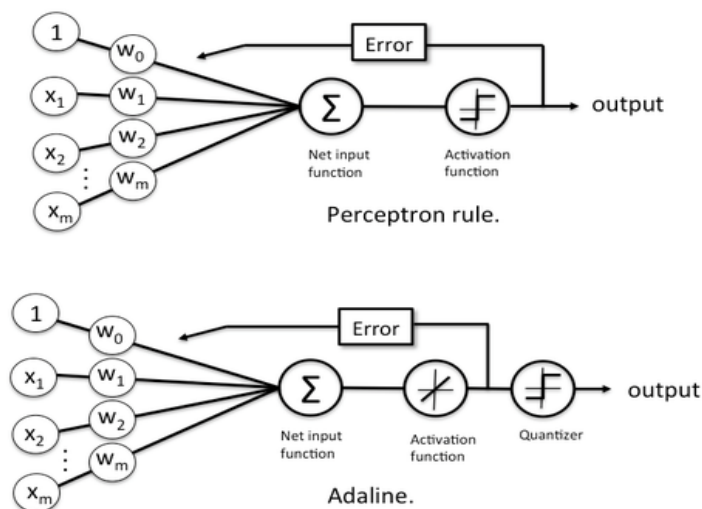 1
w0
Error
x1
w1
Σ
output
x2
w2
Net input
function
Activation
function
⋮
wm
xm
Perceptron rule.
1
w0
Error
x1
w1
Σ
output
x2
w2
Net input
function
Activation
function
Quantizer
⋮
wm
xm
Adaline.